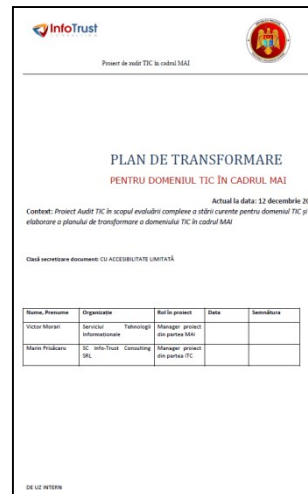 InfoTrust
Proiect de audit TIC în cadrul MAI
PLAN DE TRANSFORMARE
PENTRU DOMENIUL TIC ÎN CADRUL MAI
Actual la data: 12 decembrie 20
Context: Proiect Audit TIC în scopul evaluării complexe a stării curente pentru domeniul TIC și
elaborare a planului de transformare a domeniului TIC în cadrul MAI
Clasă secretizare document: CU ACCESIBILITATE LIMITATĂ
Nume, Prenume Organizație Rol în proiect Data Semnătura
Victor Morari Serviciul Tehnologii Informaționale Manager proiect din partea MAI
Marin Prisăcaru SC Info-Trust Consulting SRL Manager proiect din partea ITC
DE UZ INTERN